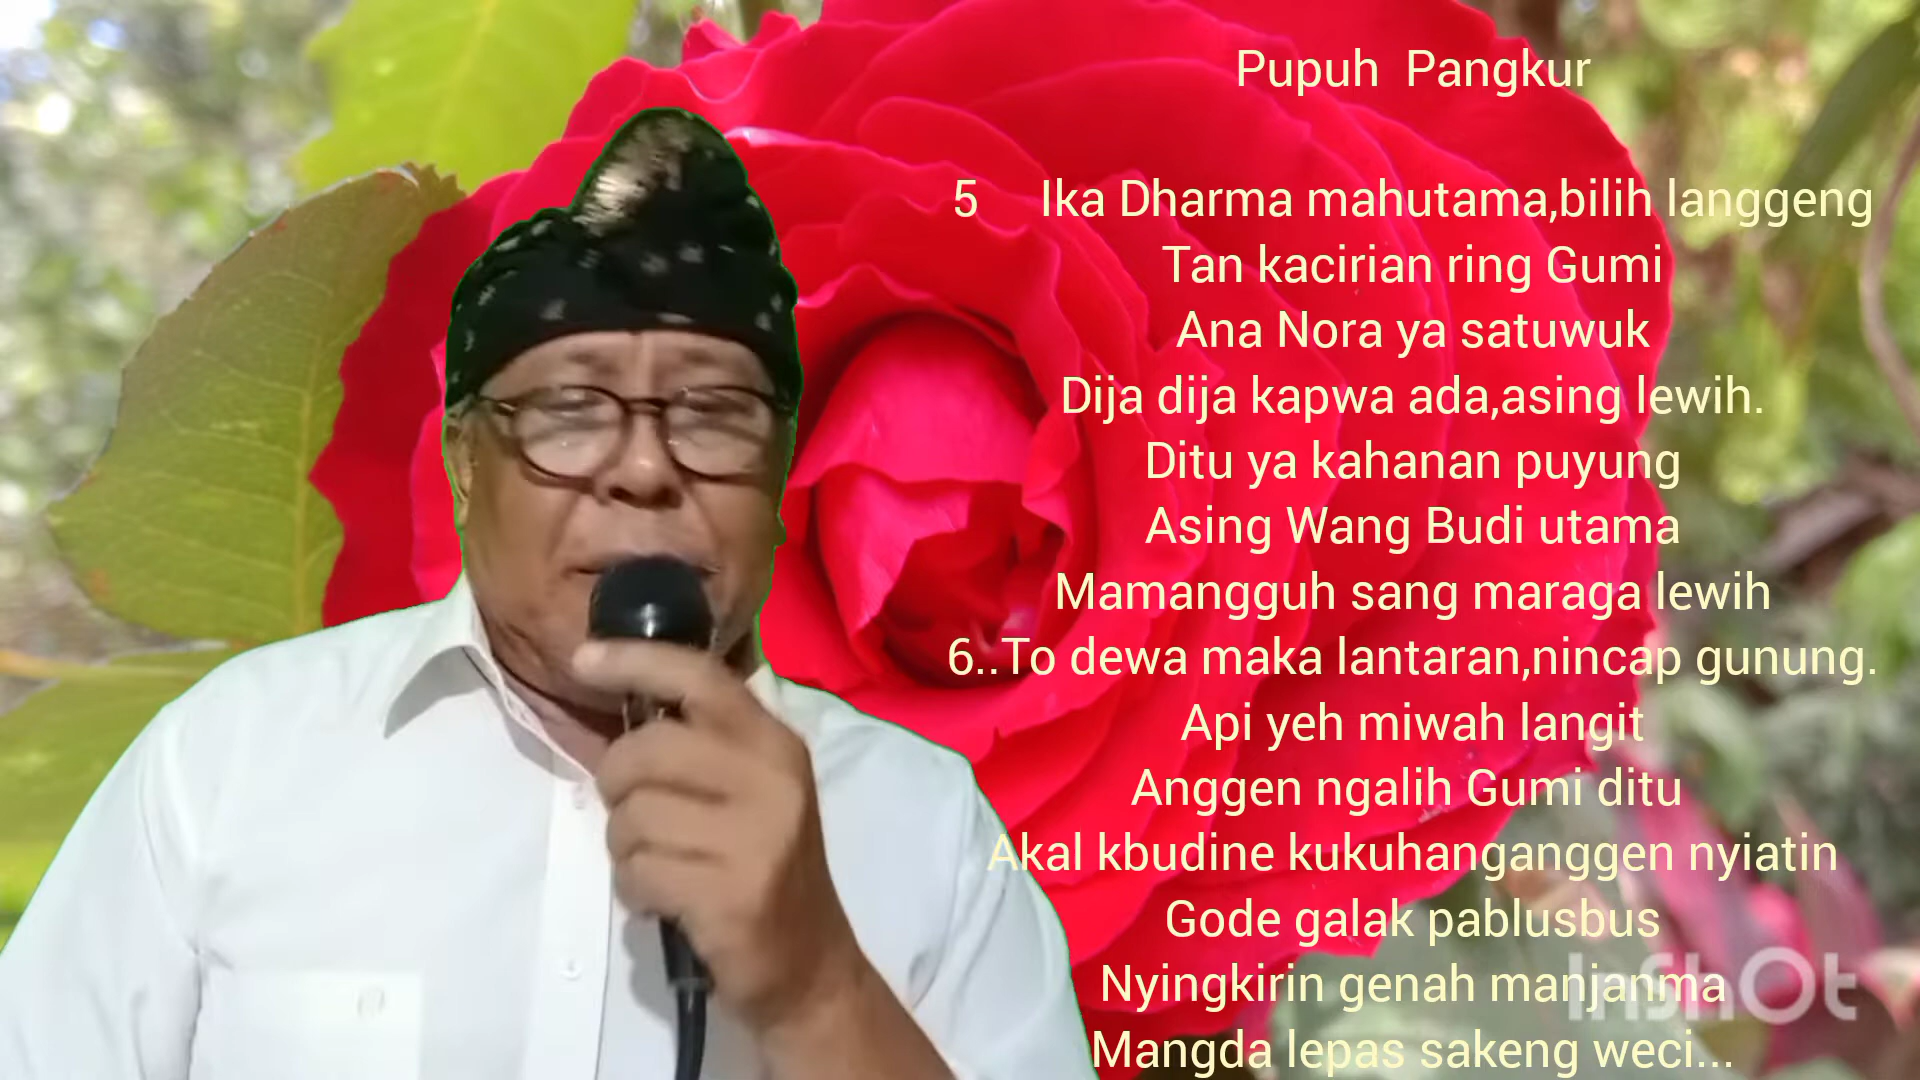 Pupuh Pangkur
5 Ika Dharma mahutama,bilih langgeng
Tan kacirian ring Gumi
Ana Nora ya satuwuk
Dija dija kapwa ada,asing lewih.
Ditu ya kahanan puyung
Asing Wang Budi utama
Mamangguh sang maraga lewih
6..To dewa maka lantaran,nincap gunung.
Api yeh miwah langit
Anggen ngalih Gumi ditu
Akal kbudine kukuhanganggen nyiatin
Gode galak pablusbus
Nyingkirin genah manjanma
Mangda lepas sakeng weci...
InShOt